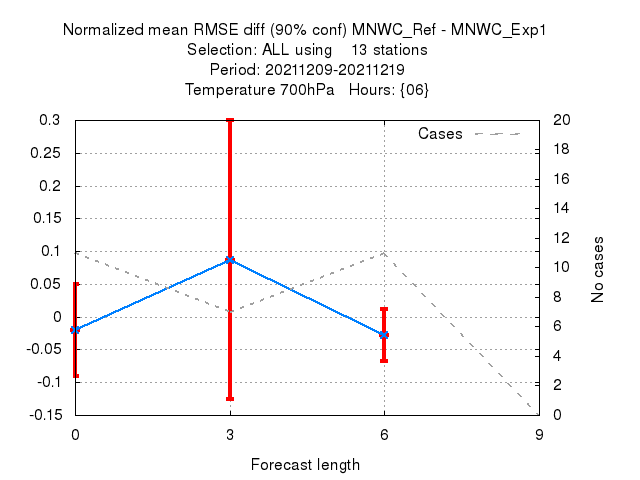 Normalized mean RMSE diff (90% conf) MNWC_Ref - MNWC_Exp1
Selection: ALL using 13 stations
Period: 20211209-20211219
Temperature 700hPa Hours: {06}
Cases
0.3
0.25
0.2
0.15
0.1
0.05
0
-0.05
-0.1
-0.15
20
18
16
14
12
10
8
6
4
2
0
No cases
0 3 6 9
Forecast length